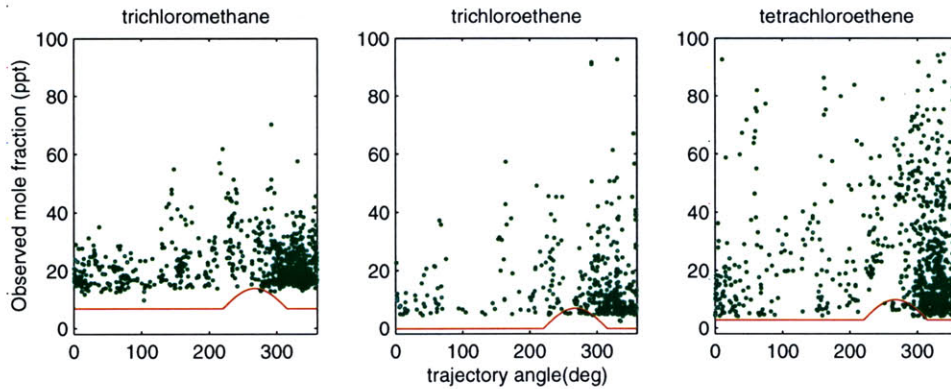 trichloromethane trichloroethene tetrachloroethene
Observed mole fraction (ppt)
100 100 100
80 80 80
60 60 60
40 40 40
20 20 20
0 0 0
0 100 200 300 0 100 200 300 0 100 200 300
trajectory angle(deg)